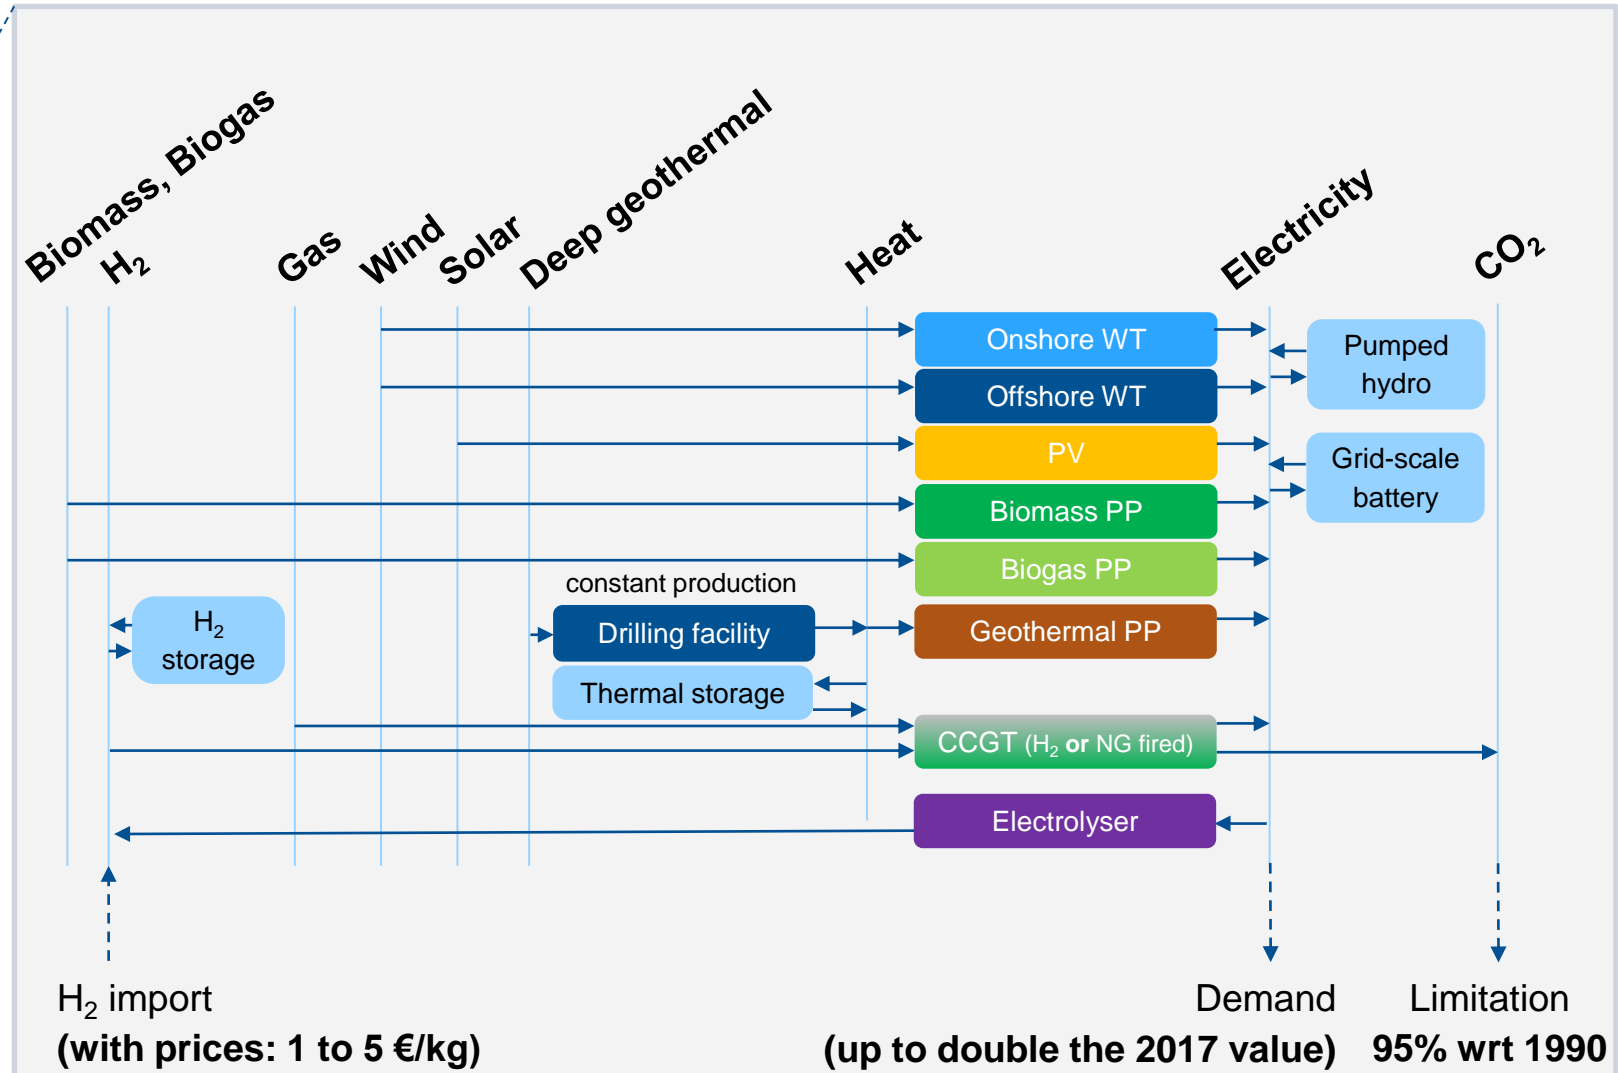 Biomass, Biogas
H₂
Gas
Wind
Solar
Deep geothermal
Heat
Electricity
CO₂
Onshore WT
Pumped
hydro
Offshore WT
PV
Grid-scale
battery
Biomass PP
Biogas PP
constant production
H₂
storage
Drilling facility
Geothermal PP
Thermal storage
CCGT (H₂ or NG fired)
Electrolyser
H₂ import
(with prices: 1 to 5 €/kg)
Demand
(up to double the 2017 value)
Limitation
95% wrt 1990